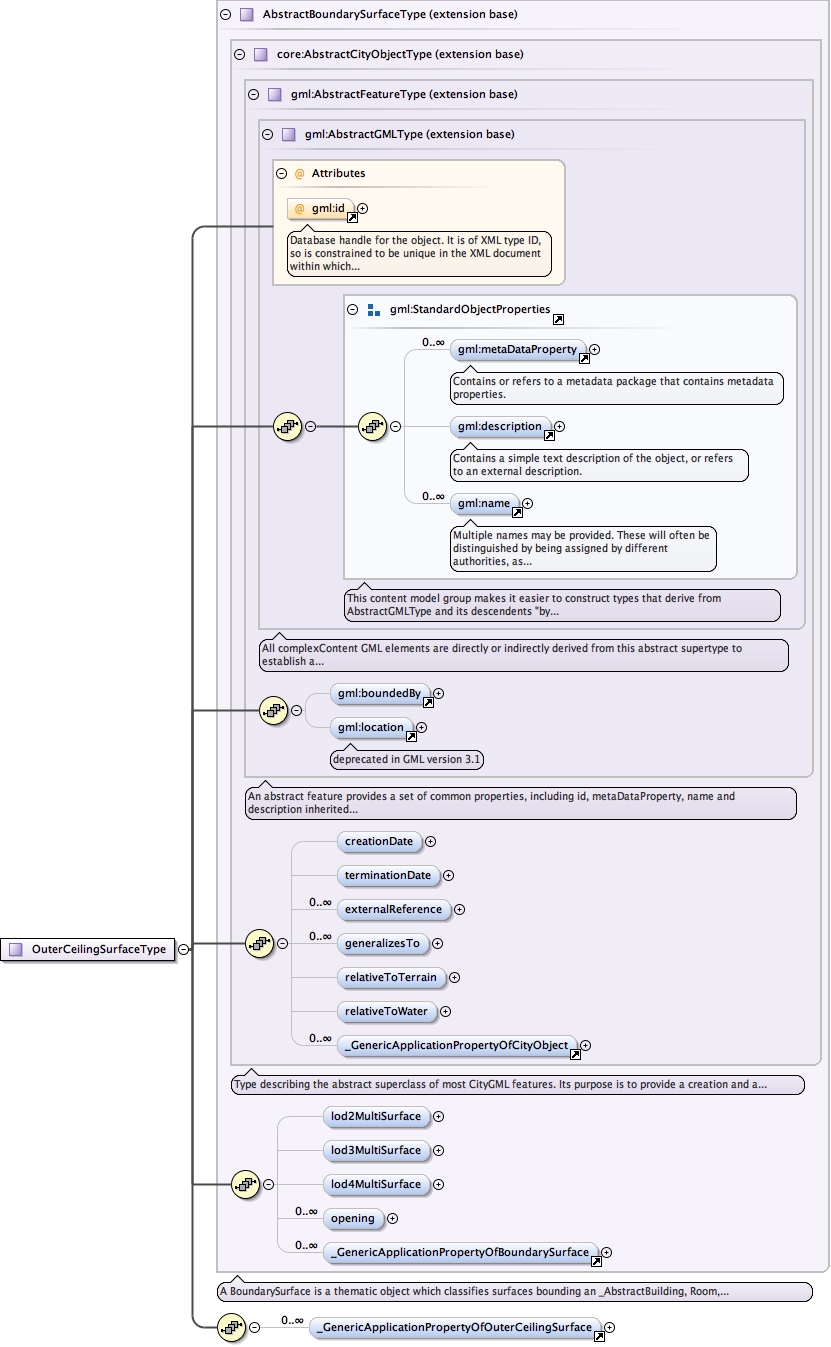 AbstractBoundarySurfaceType (extension base)
core:AbstractCityObjectType (extension base)
gml:AbstractFeatureType (extension base)
gml:AbstractGMLType (extension base)
@ Attributes
@ gml:id
Database handle for the object. It is of XML type ID,
so is constrained to be unique in the XML document
within which...
gml:StandardObjectProperties
0..∞
gml:metaDataProperty
Contains or refers to a metadata package that contains metadata
properties.
gml:description
Contains a simple text description of the object, or refers
to an external description.
0..∞
gml:name
Multiple names may be provided. These will often be
distinguished by being assigned by different
authorities, as...
This content model group makes it easier to construct types that derive from
AbstractGMLType and its descendents "by...
All complexContent GML elements are directly or indirectly derived from this abstract supertype to
establish a...
gml:boundedBy
gml:location
deprecated in GML version 3.1
An abstract feature provides a set of common properties, including id, metaDataProperty, name and
description inherited...
creationDate
terminationDate
0..∞
externalReference
0..∞
generalizesTo
OuterCeilingSurfaceType
relativeToTerrain
relativeToWater
0..∞
_GenericApplicationPropertyOfCityObject
Type describing the abstract superclass of most CityGML features. Its purpose is to provide a creation and a...
lod2MultiSurface
lod3MultiSurface
lod4MultiSurface
0..∞
opening
0..∞
_GenericApplicationPropertyOfBoundarySurface
A BoundarySurface is a thematic object which classifies surfaces bounding an _AbstractBuilding, Room,...
0..∞
_GenericApplicationPropertyOfOuterCeilingSurface